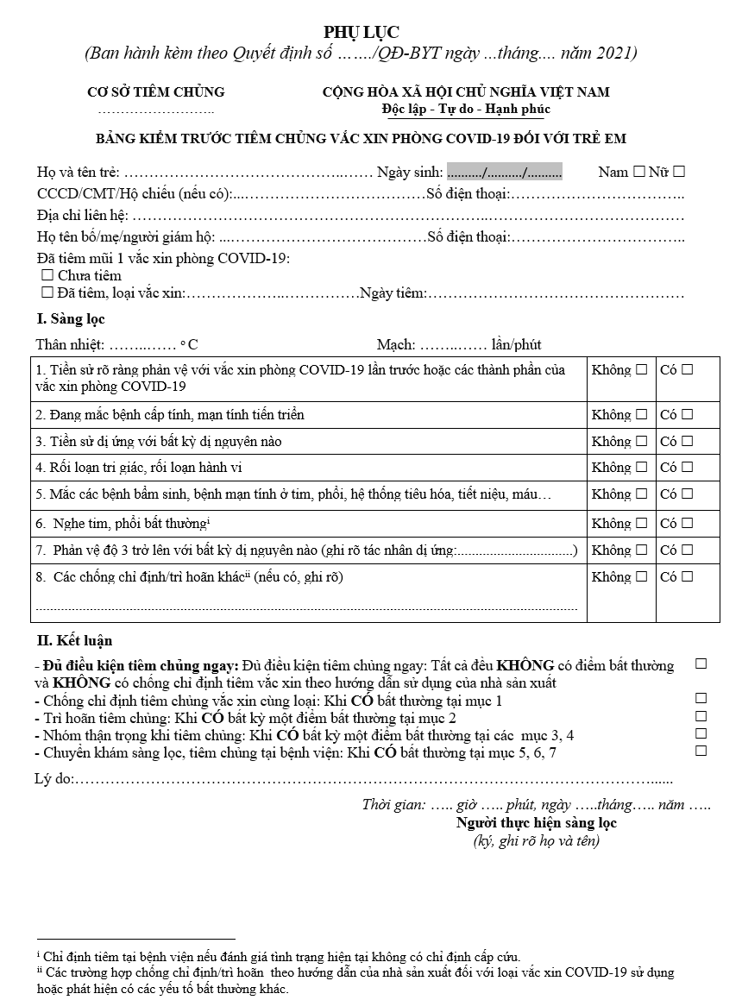 PHỤ LỤC
(Ban hành kèm theo Quyết định số ……./QĐ-BYT ngày ...tháng.... năm 2021)
CƠ SỞ TIÊM CHỦNG
……………………..
CỘNG HÒA XÃ HỘI CHỦ NGHĨA VIỆT NAM
Độc lập - Tự do - Hạnh phúc
BẢNG KIỂM TRƯỚC TIÊM CHỦNG VẮC XIN PHÒNG COVID-19 ĐỐI VỚI TRẺ EM
Họ và tên trẻ: ……………………………………..…… Ngày sinh: ........../........../.......... Nam ☐ Nữ ☐
CCCD/CMT/Hộ chiếu (nếu có):...………………………………Số điện thoại:……………………………..
Địa chỉ liên hệ: ……………………………………………………………..…………………………………
Họ tên bố/mẹ/người giám hộ: ...…………………………………Số điện thoại:……………………………..
Đã tiêm mũi 1 vắc xin phòng COVID-19:
☐ Chưa tiêm
☐ Đã tiêm, loại vắc xin:………………..……………Ngày tiêm:……………………………………………
I. Sàng lọc
Thân nhiệt: ……..…… ᵒ C Mạch: ……..…… lần/phút
1. Tiền sử rõ ràng phản vệ với vắc xin phòng COVID-19 lần trước hoặc các thành phần của Không ☐ Có ☐
vắc xin phòng COVID-19
2. Đang mắc bệnh cấp tính, mạn tính tiến triển Không ☐ Có ☐
3. Tiền sử dị ứng với bất kỳ dị nguyên nào Không ☐ Có ☐
4. Rối loạn tri giác, rối loạn hành vi Không ☐ Có ☐
5. Mắc các bệnh bẩm sinh, bệnh mạn tính ở tim, phổi, hệ thống tiêu hóa, tiết niệu, máu… Không ☐ Có ☐
6. Nghe tim, phổi bất thườngⁱ Không ☐ Có ☐
7. Phản vệ độ 3 trở lên với bất kỳ dị nguyên nào (ghi rõ tác nhân dị ứng:................................) Không ☐ Có ☐
8. Các chống chỉ định/trì hoãn khácⁱⁱ (nếu có, ghi rõ) Không ☐ Có ☐
..........................................................................................................................................................
II. Kết luận
- Đủ điều kiện tiêm chủng ngay: Đủ điều kiện tiêm chủng ngay: Tất cả đều KHÔNG có điểm bất thường ☐
và KHÔNG có chống chỉ định tiêm vắc xin theo hướng dẫn sử dụng của nhà sản xuất
- Chống chỉ định tiêm chủng vắc xin cùng loại: Khi CÓ bất thường tại mục 1 ☐
- Trì hoãn tiêm chủng: Khi CÓ bất kỳ một điểm bất thường tại mục 2 ☐
- Nhóm thận trọng khi tiêm chủng: Khi CÓ bất kỳ một điểm bất thường tại các mục 3, 4 ☐
- Chuyển khám sàng lọc, tiêm chủng tại bệnh viện: Khi CÓ bất thường tại mục 5, 6, 7 ☐
Lý do:……………………………………………………………………………………………………......
Thời gian: ….. giờ ….. phút, ngày …..tháng….. năm …..
Người thực hiện sàng lọc
(ký, ghi rõ họ và tên)
ⁱ Chỉ định tiêm tại bệnh viện nếu đánh giá tình trạng hiện tại không có chỉ định cấp cứu.
ⁱⁱ Các trường hợp chống chỉ định/trì hoãn theo hướng dẫn của nhà sản xuất đối với loại vắc xin COVID-19 sử dụng
hoặc phát hiện có các yếu tố bất thường khác.